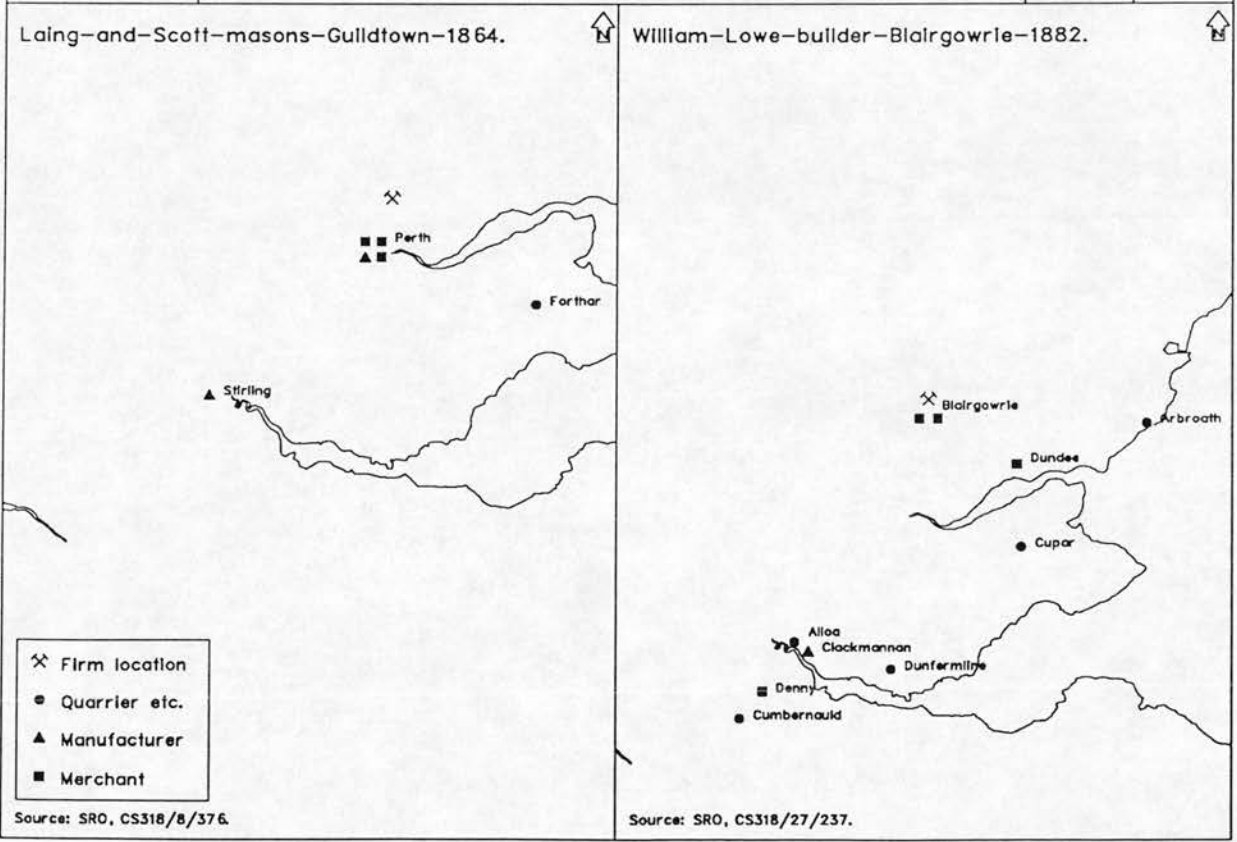 Laing-and-Scott-masons-Guildtown-1864.
N
Perth
Forthar
Stirling
Firm location
Quarrier etc.
Manufacturer
Merchant
Source: SRO, CS318/8/376.
William-Lowe-builder-Blairgowrie-1882.
N
Blairgowrie
Arbroath
Dundee
Cupar
Alloa
Clackmannan
Dunfermline
Denny
Cumbernauld
Source: SRO, CS318/27/237.